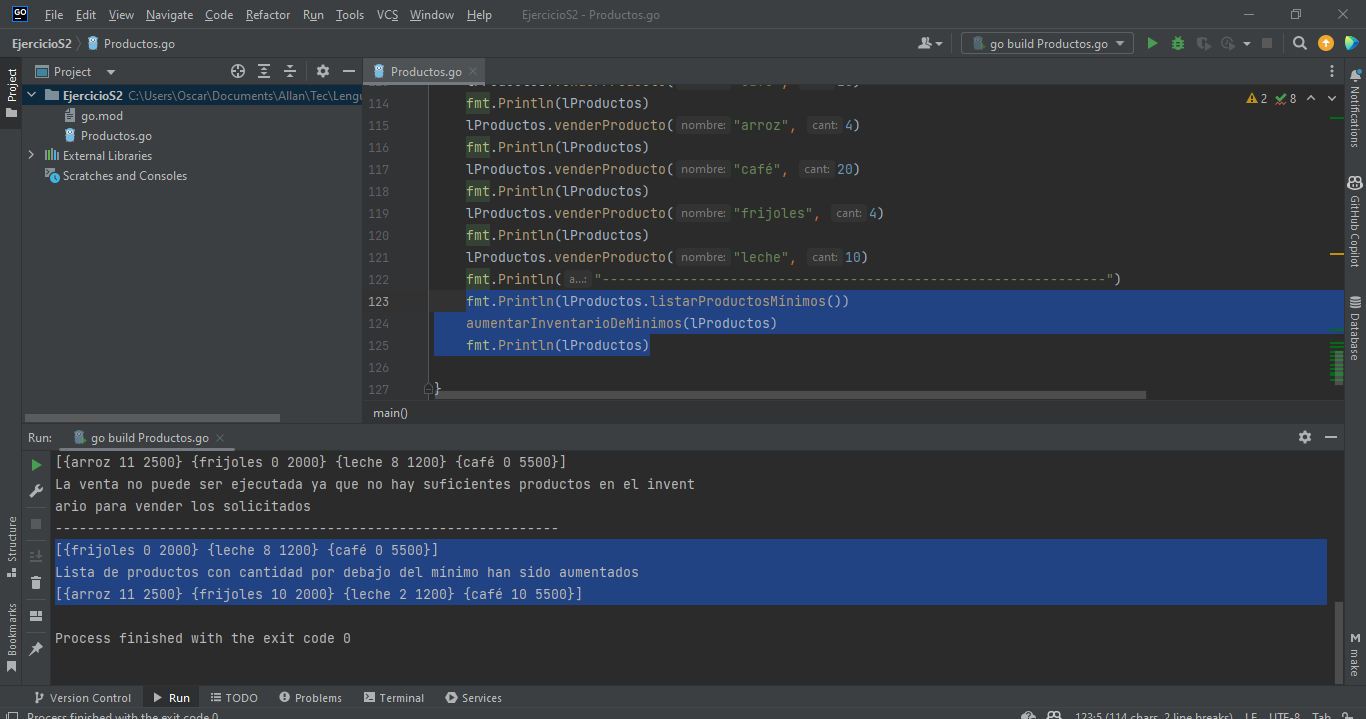 GO File Edit View Navigate Code Refactor Run Tools VCS Window Help EjercicioS2 - Productos.go
EjercicioS2 Productos.go go build Productos.go
Project
Productos.go
EjercicioS2 C:\Users\Oscar\Documents\Allan\Tec\Lengu
go.mod
Productos.go
External Libraries
Scratches and Consoles
2 8
114 fmt.Println(lProductos)
115 lProductos.venderProducto( nombre: "arroz", cant: 4)
116 fmt.Println(lProductos)
117 lProductos.venderProducto( nombre: "café", cant: 20)
118 fmt.Println(lProductos)
119 lProductos.venderProducto( nombre: "frijoles", cant: 4)
120 fmt.Println(lProductos)
121 lProductos.venderProducto( nombre: "leche", cant: 10)
122 fmt.Println( a...: "---------------------------------------------------------------")
123 fmt.Println(lProductos.listarProductosMínimos())
124 aumentarInventarioDeMinimos(lProductos)
125 fmt.Println(lProductos)
126
127 }
main()
Project
Structure
Bookmarks
Notifications
GitHub Copilot
Database
make
Run: go build Productos.go
[{arroz 11 2500} {frijoles 0 2000} {leche 8 1200} {café 0 5500}]
La venta no puede ser ejecutada ya que no hay suficientes productos en el invent
ario para vender los solicitados
---------------------------------------------------------------
[{frijoles 0 2000} {leche 8 1200} {café 0 5500}]
Lista de productos con cantidad por debajo del mínimo han sido aumentados
[{arroz 11 2500} {frijoles 10 2000} {leche 2 1200} {café 10 5500}]
Process finished with the exit code 0
Version Control Run TODO Problems Terminal Services
Process finished with the exit code 0 123:5 (114 chars, 2 line breaks) LF UTF-8 Tab